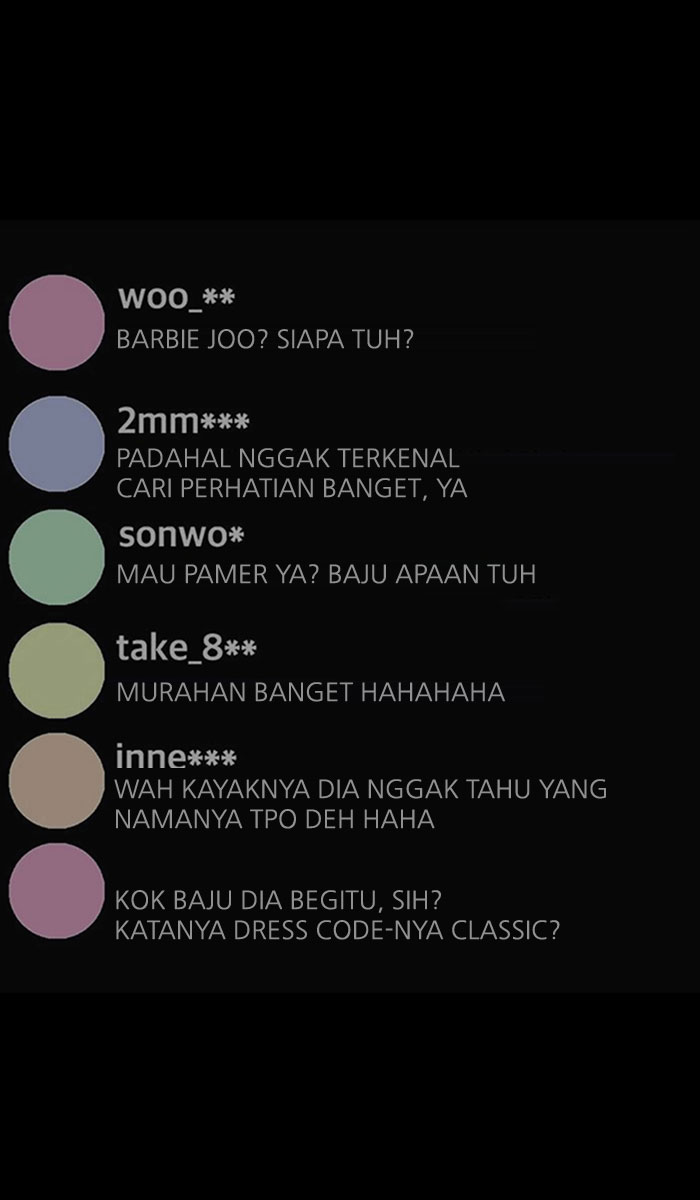 woo_**
BARBIE JOO? SIAPA TUH?
2mm***
PADAHAL NGGAK TERKENAL
CARI PERHATIAN BANGET, YA
sonwo*
MAU PAMER YA? BAJU APAAN TUH
take_8**
MURAHAN BANGET HAHAHAHA
inne***
WAH KAYAKNYA DIA NGGAK TAHU YANG
NAMANYA TPO DEH HAHA
KOK BAJU DIA BEGITU, SIH?
KATANYA DRESS CODE-NYA CLASSIC?